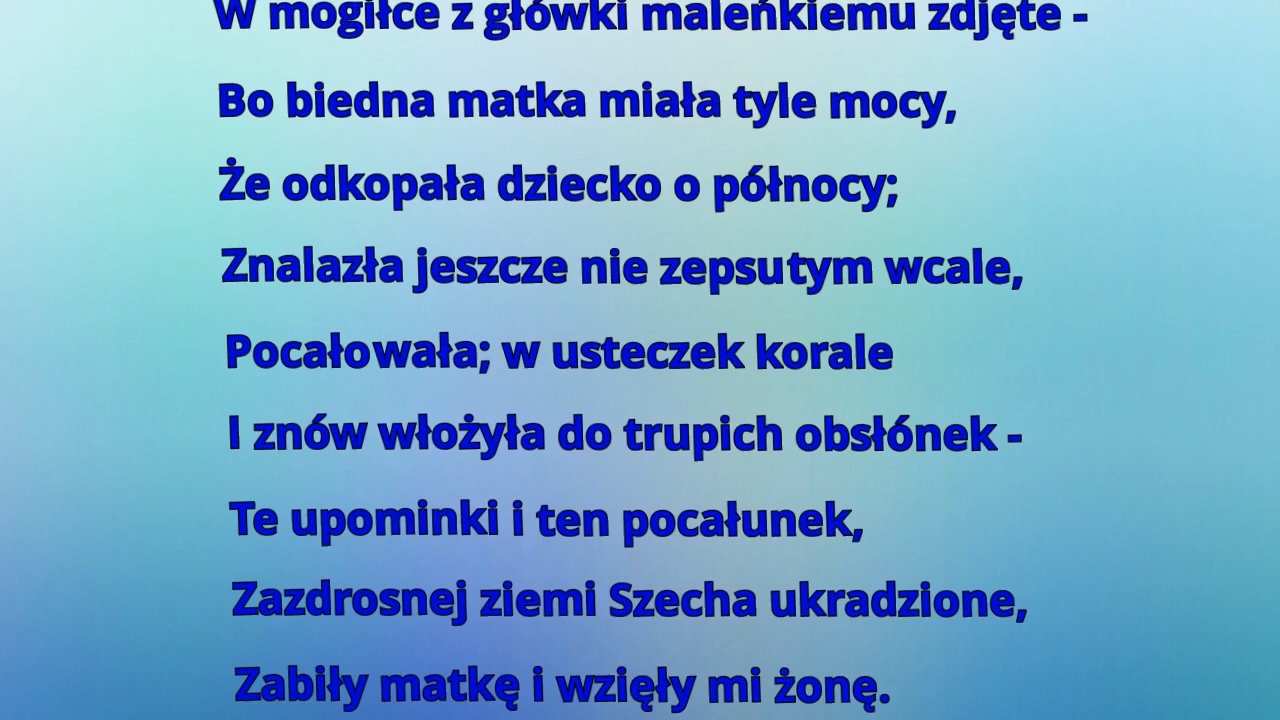 W mogiłce z główki maleńkiemu zdjęte -
Bo biedna matka miała tyle mocy,
Że odkopała dziecko o północy;
Znalazła jeszcze nie zepsutym wcale,
Pocałowała; w usteczek korale
I znów włożyła do trupich obsłónek -
Te upominki i ten pocałunek,
Zazdrosnej ziemi Szecha ukradzione,
Zabiły matkę i wzięły mi żonę.